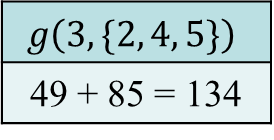 g(3, {2, 4, 5})
49 + 85 = 134